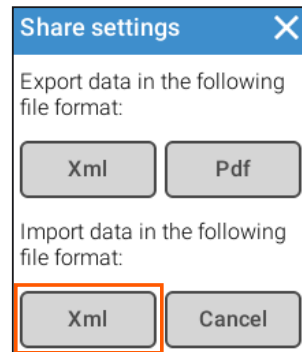 Share settings
Export data in the following
file format:
Xml Pdf
Import data in the following
file format:
Xml Cancel